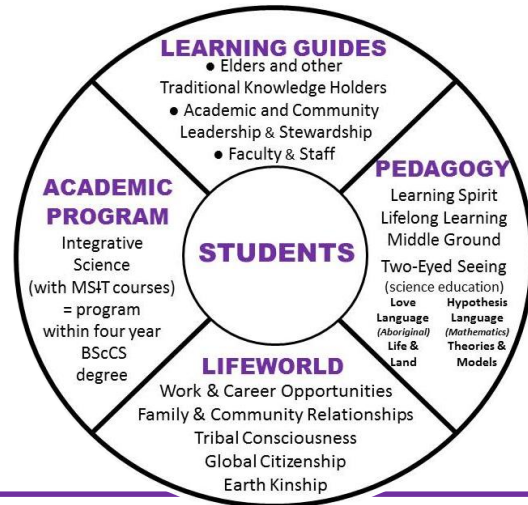 LEARNING GUIDES
● Elders and other
Traditional Knowledge Holders
● Academic and Community
Leadership & Stewardship
● Faculty & Staff
ACADEMIC
PROGRAM
Integrative
Science
(with MSIT courses)
= program
within four year
BScCS
degree
STUDENTS
PEDAGOGY
Learning Spirit
Lifelong Learning
Middle Ground
Two-Eyed Seeing
(science education)
Love Hypothesis
Language Language
(Aboriginal) (Mathematics)
Life & Theories &
Land Models
LIFEWORLD
Work & Career Opportunities
Family & Community Relationships
Tribal Consciousness
Global Citizenship
Earth Kinship